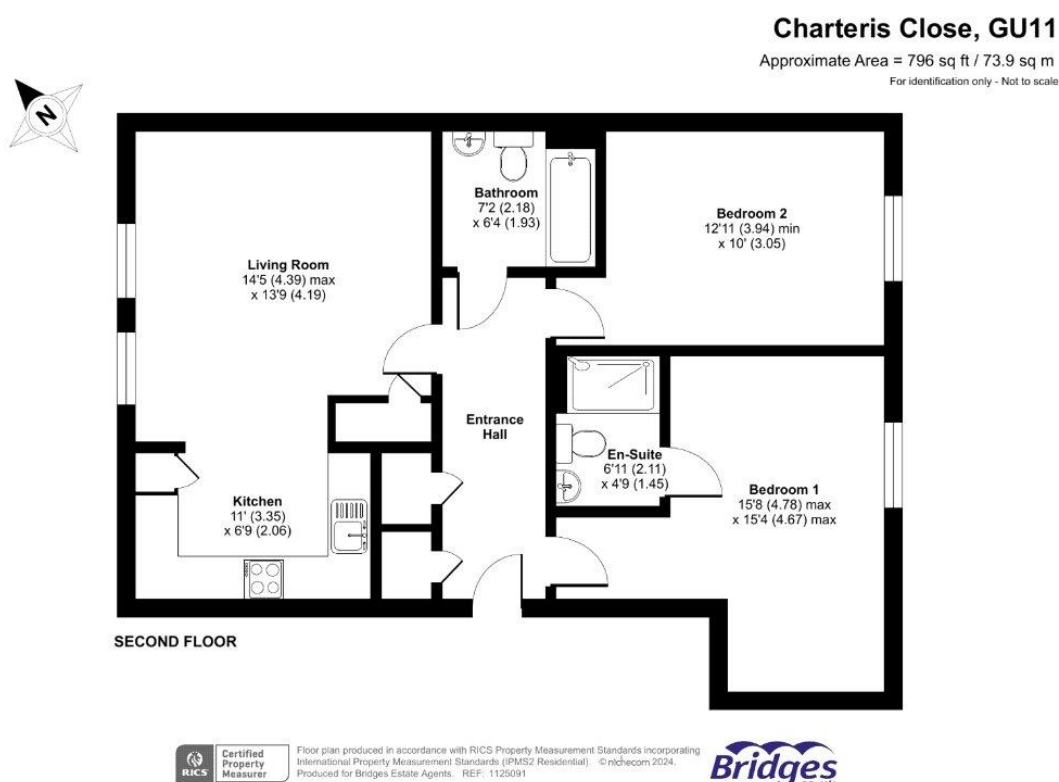 Charteris Close, GU11
Approximate Area = 796 sq ft / 73.9 sq m
For identification only - Not to scale
N
Bathroom
7'2 (2.18)
x 6'4 (1.93)
Bedroom 2
12'11 (3.94) min
x 10' (3.05)
Living Room
14'5 (4.39) max
x 13'9 (4.19)
Entrance
Hall
En-Suite
6'11 (2.11)
x 4'9 (1.45)
Bedroom 1
15'8 (4.78) max
x 15'4 (4.67) max
Kitchen
11' (3.35)
x 6'9 (2.06)
SECOND FLOOR
RICS
Certified
Property
Measurer
Floor plan produced in accordance with RICS Property Measurement Standards incorporating
International Property Measurement Standards (IPMS2 Residential). ©nichecom 2024.
Produced for Bridges Estate Agents. REF: 1125091
Bridges